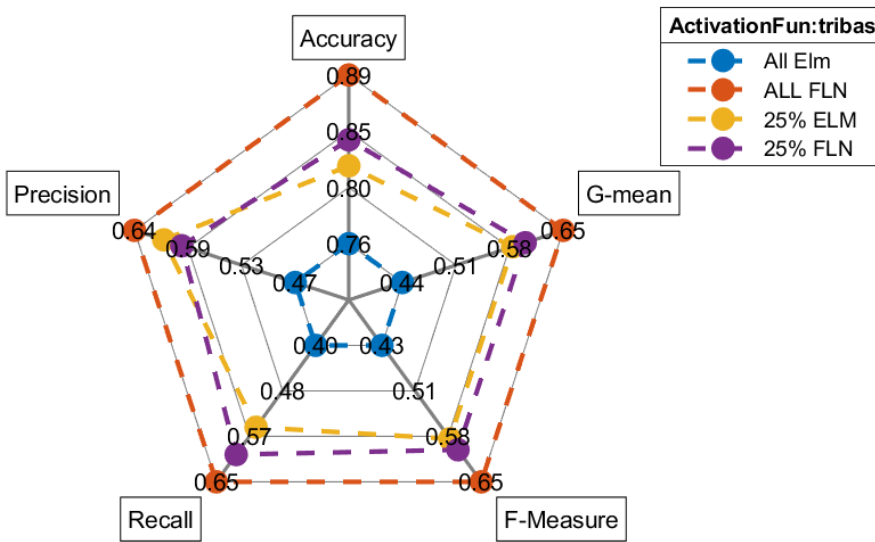 ActivationFun:tribas
All Elm
ALL FLN
25% ELM
25% FLN
Accuracy
0.89
0.85
0.80
0.76
G-mean
0.65
0.58
0.51
0.44
Precision
0.64
0.59
0.53
0.47
0.40
0.43
0.48
0.51
0.57
0.58
0.65
0.65
Recall
F-Measure